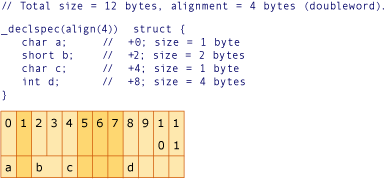 // Total size = 12 bytes, alignment = 4 bytes (doubleword).
_declspec(align(4))  struct {
   char a;       //  +0; size = 1 byte
   short b;      //  +2; size = 2 bytes
   char c;       //  +4; size = 1 byte
   int d;        //  +8; size = 4 bytes
}
0 1 2 3 4 5 6 7 8 9 1 1
0 1
a b c d